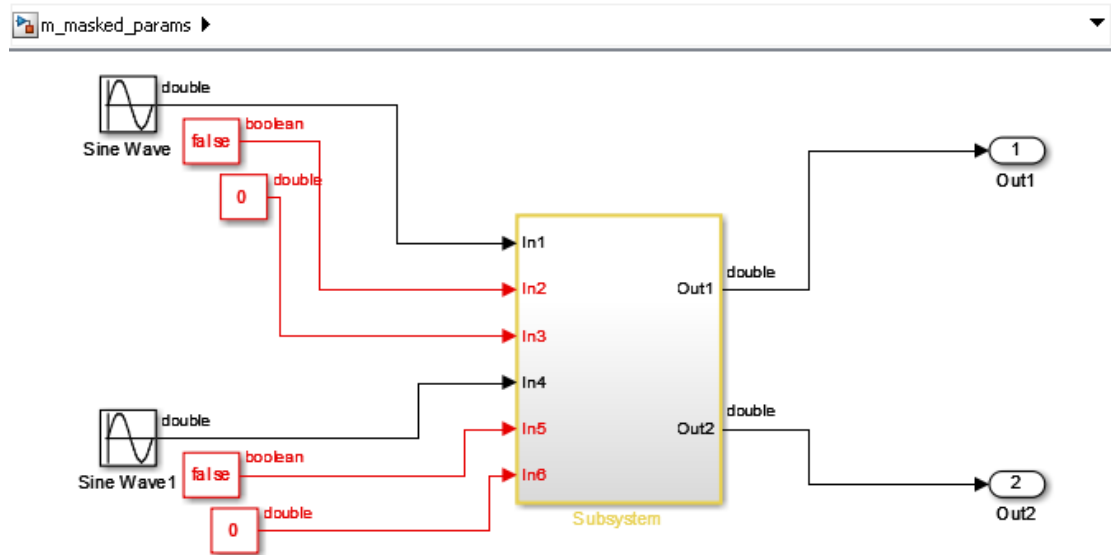 m_masked_params
double
boolean
false
Sine Wave
double
0
1
Out1
In1
double
In2
Out1
In3
In4
double
double
In5
Out2
boolean
false
In6
Sine Wave1
2
double
Out2
0
Subsystem